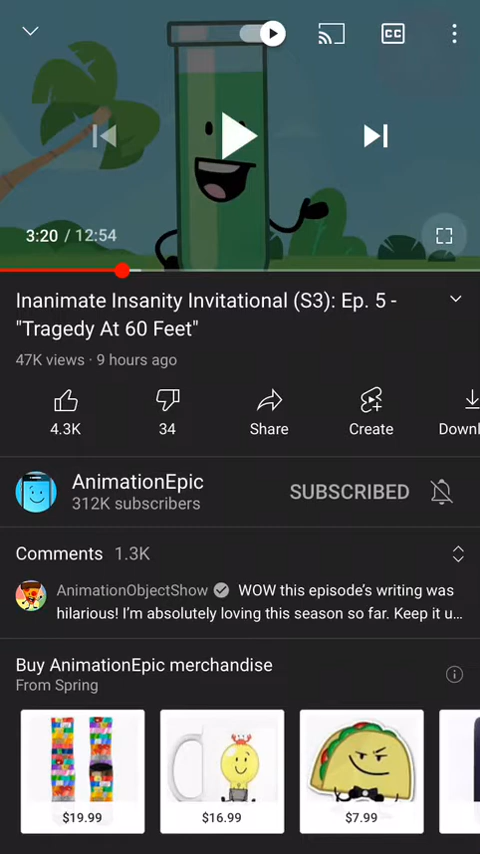 CC
3:20 / 12:54
Inanimate Insanity Invitational (S3): Ep. 5 -
"Tragedy At 60 Feet"
47K views · 9 hours ago
4.3K
34
Share
Create
Downl
AnimationEpic
312K subscribers
SUBSCRIBED
Comments 1.3K
AnimationObjectShow WOW this episode's writing was
hilarious! I'm absolutely loving this season so far. Keep it u...
Buy AnimationEpic merchandise
From Spring
$19.99
$16.99
$7.99